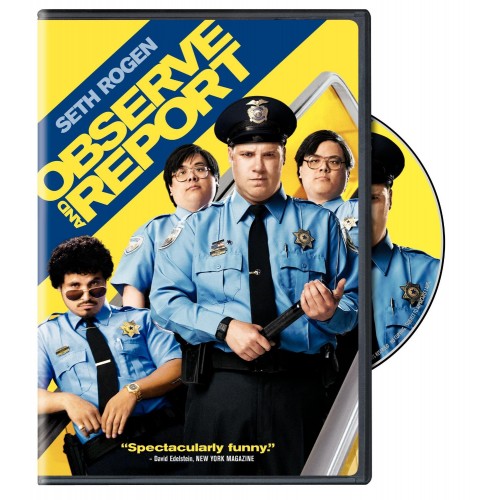 SETH ROGEN
OBSERVE
AND REPORT
“Spectacularly funny.”
– David Edelstein, NEW YORK MAGAZINE